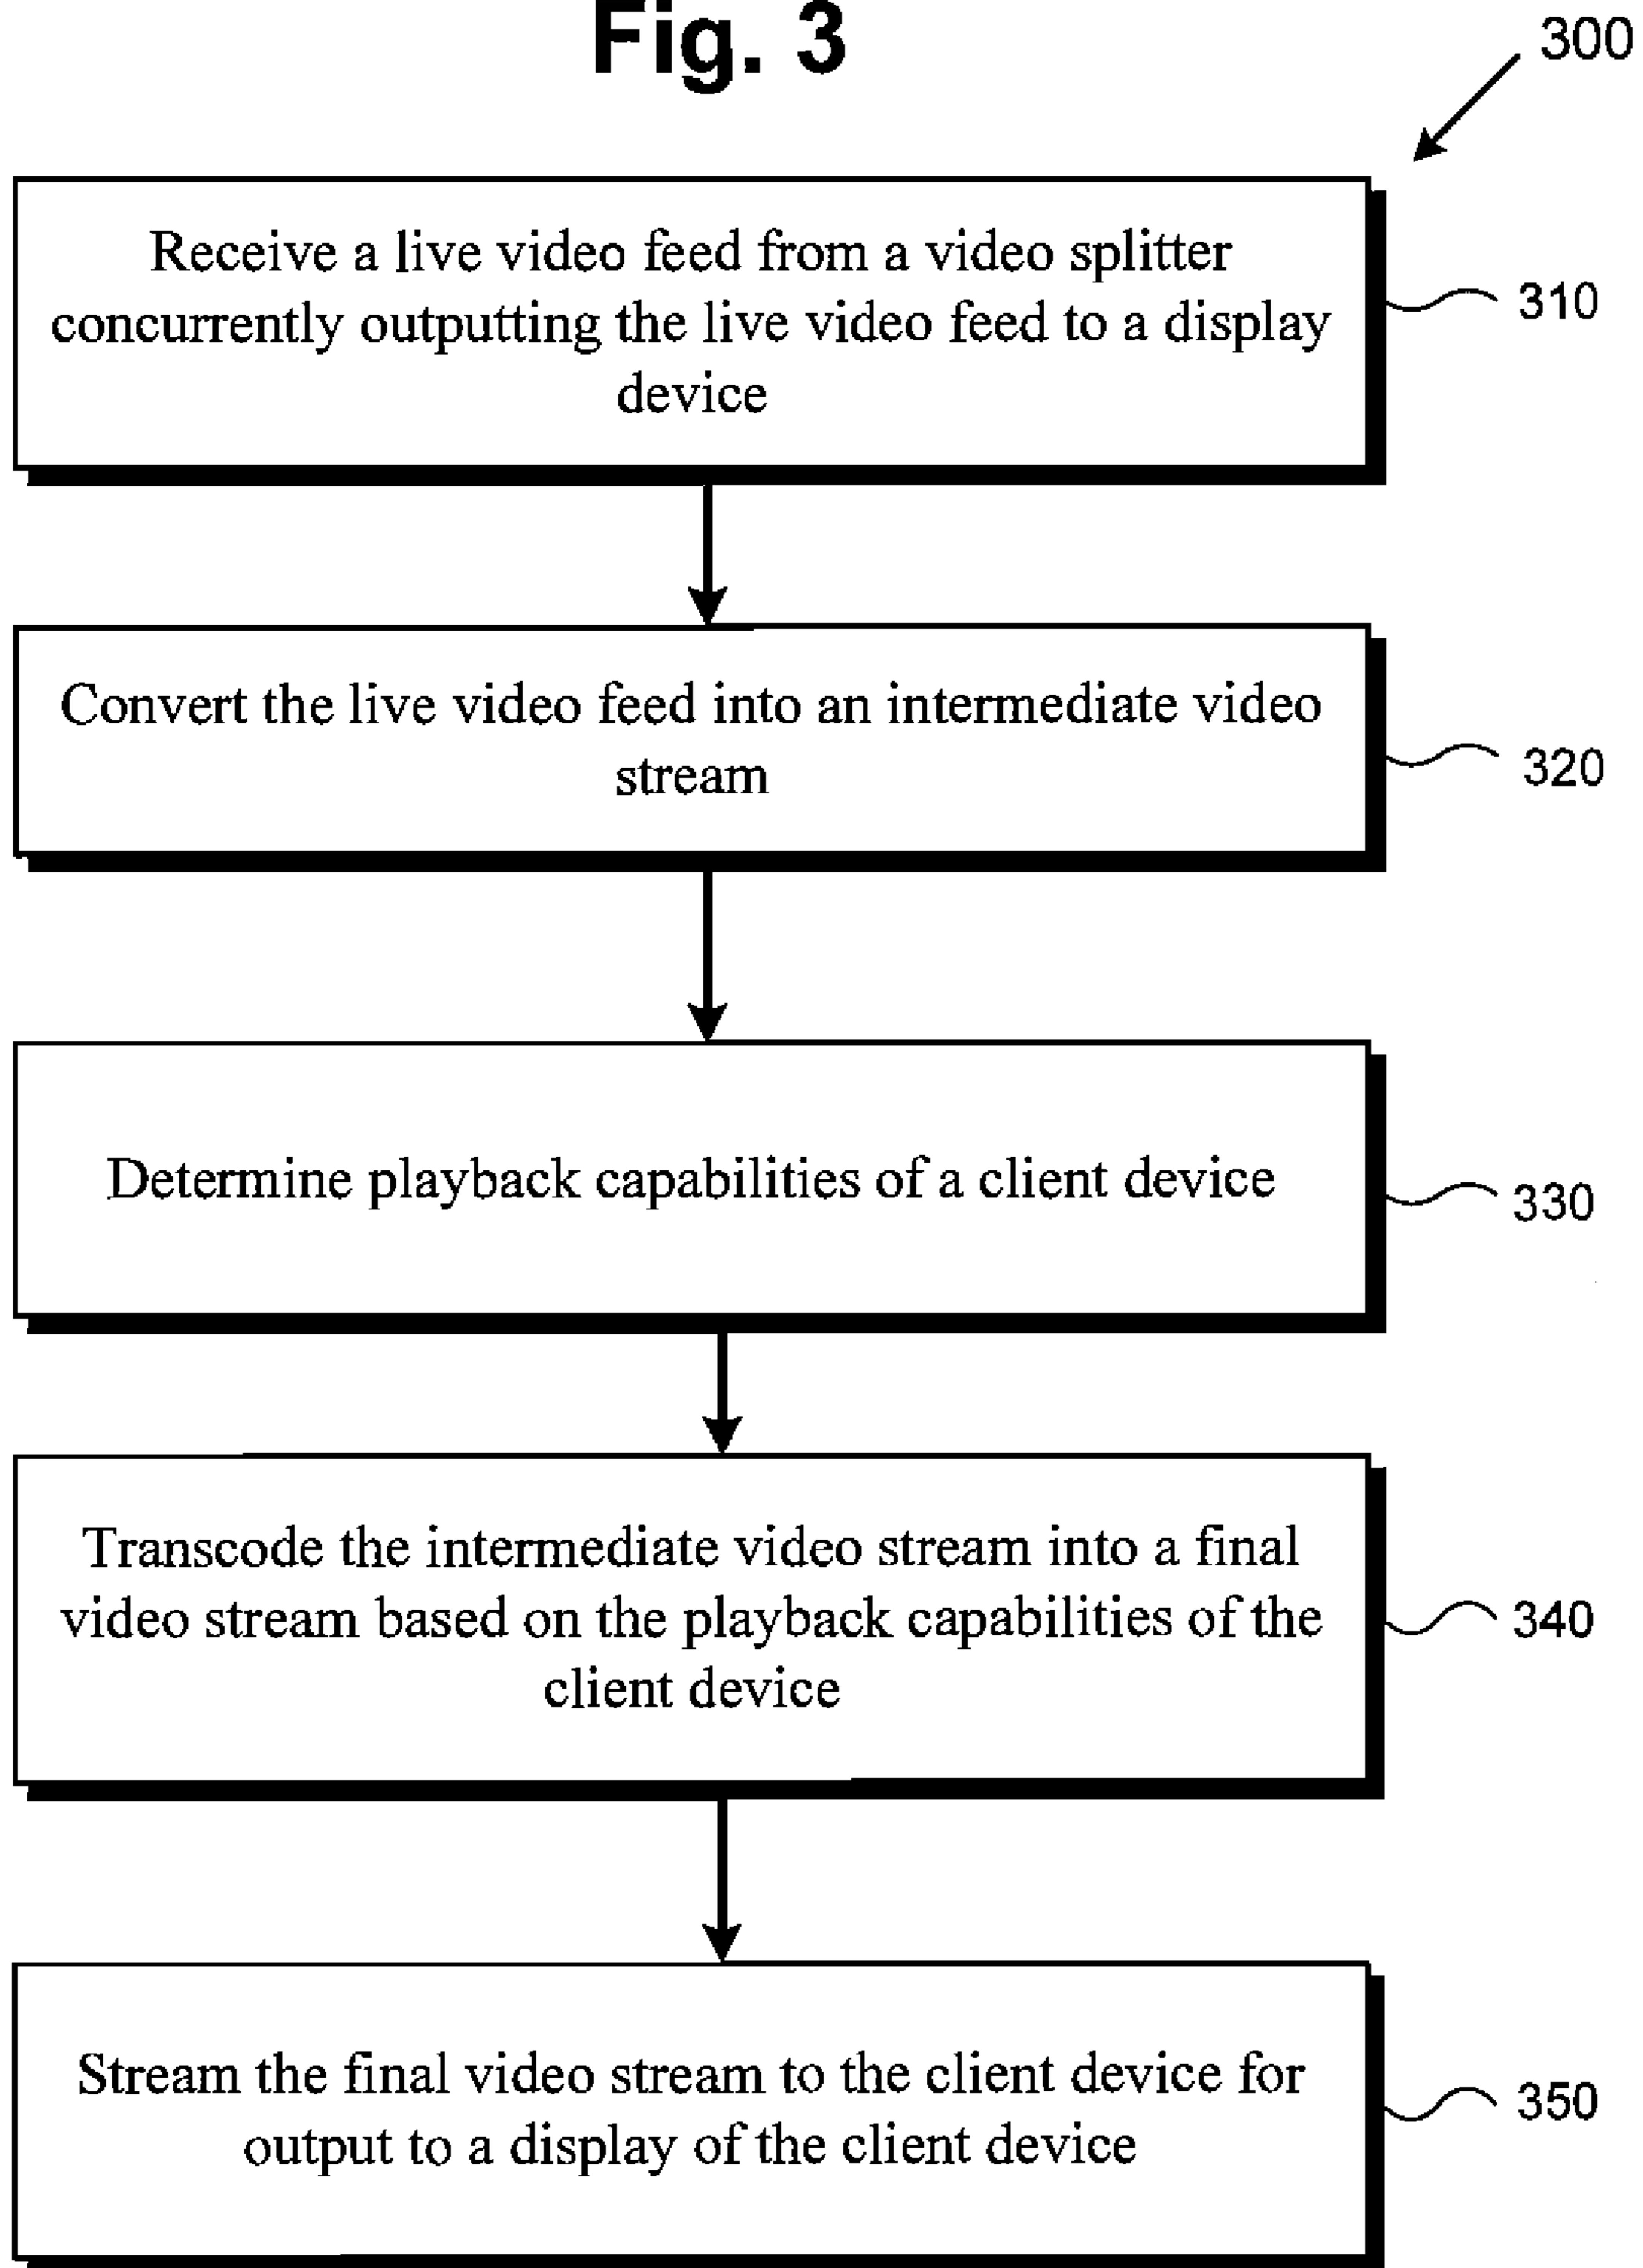 Fig. 3
300
Receive a live video feed from a video splitter
concurrently outputting the live video feed to a display
device
310
Convert the live video feed into an intermediate video
stream
320
Determine playback capabilities of a client device
330
Transcode the intermediate video stream into a final
video stream based on the playback capabilities of the
client device
340
Stream the final video stream to the client device for
output to a display of the client device
350